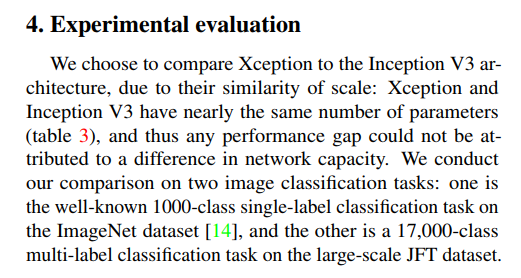 4. Experimental evaluation
We choose to compare Xception to the Inception V3 ar-
chitecture, due to their similarity of scale: Xception and
Inception V3 have nearly the same number of parameters
(table 3), and thus any performance gap could not be at-
tributed to a difference in network capacity. We conduct
our comparison on two image classification tasks: one is
the well-known 1000-class single-label classification task on
the ImageNet dataset [14], and the other is a 17,000-class
multi-label classification task on the large-scale JFT dataset.